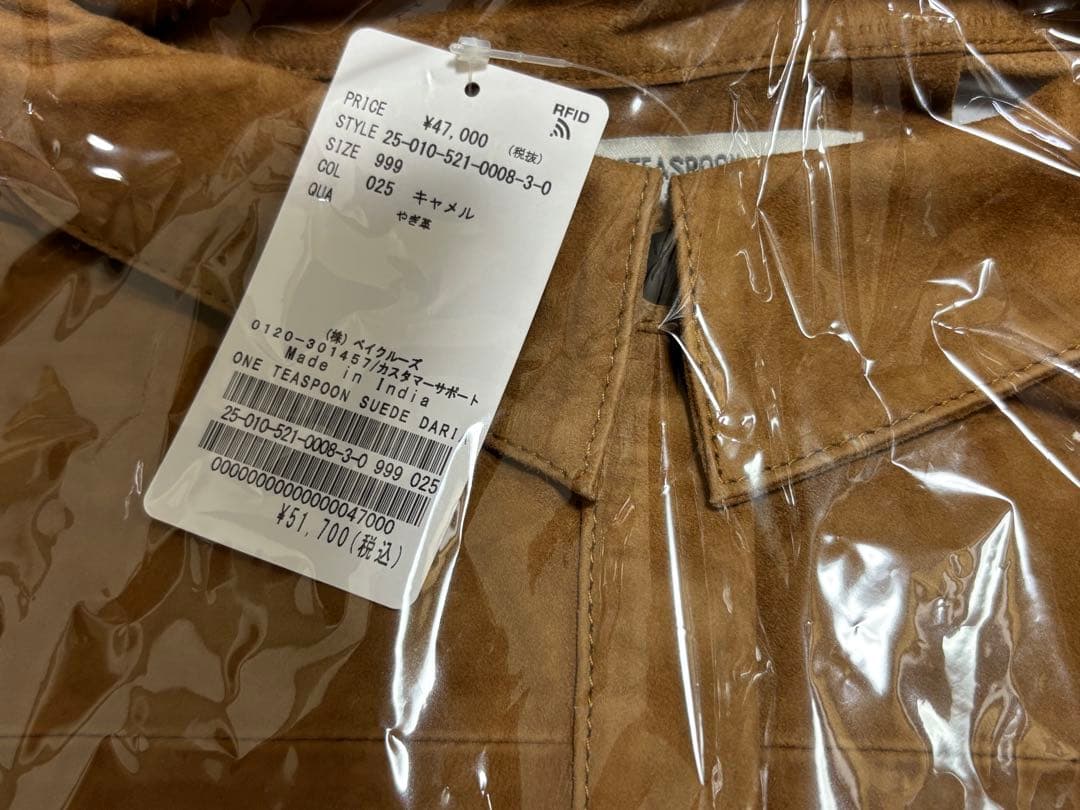 RFID
PRICE ¥47,000 (税抜)
STYLE 25-010-521-0008-3-0
SIZE 999
COL 025 キャメル
QUA やぎ革
(株)ベイクルーズ
0120-301457/カスタマーサポート
Made in India
ONE TEASPOON SUEDE DARIA
25-010-521-0008-3-0 999 025
0000000000000047000
¥51,700(税込)
TEASPOON